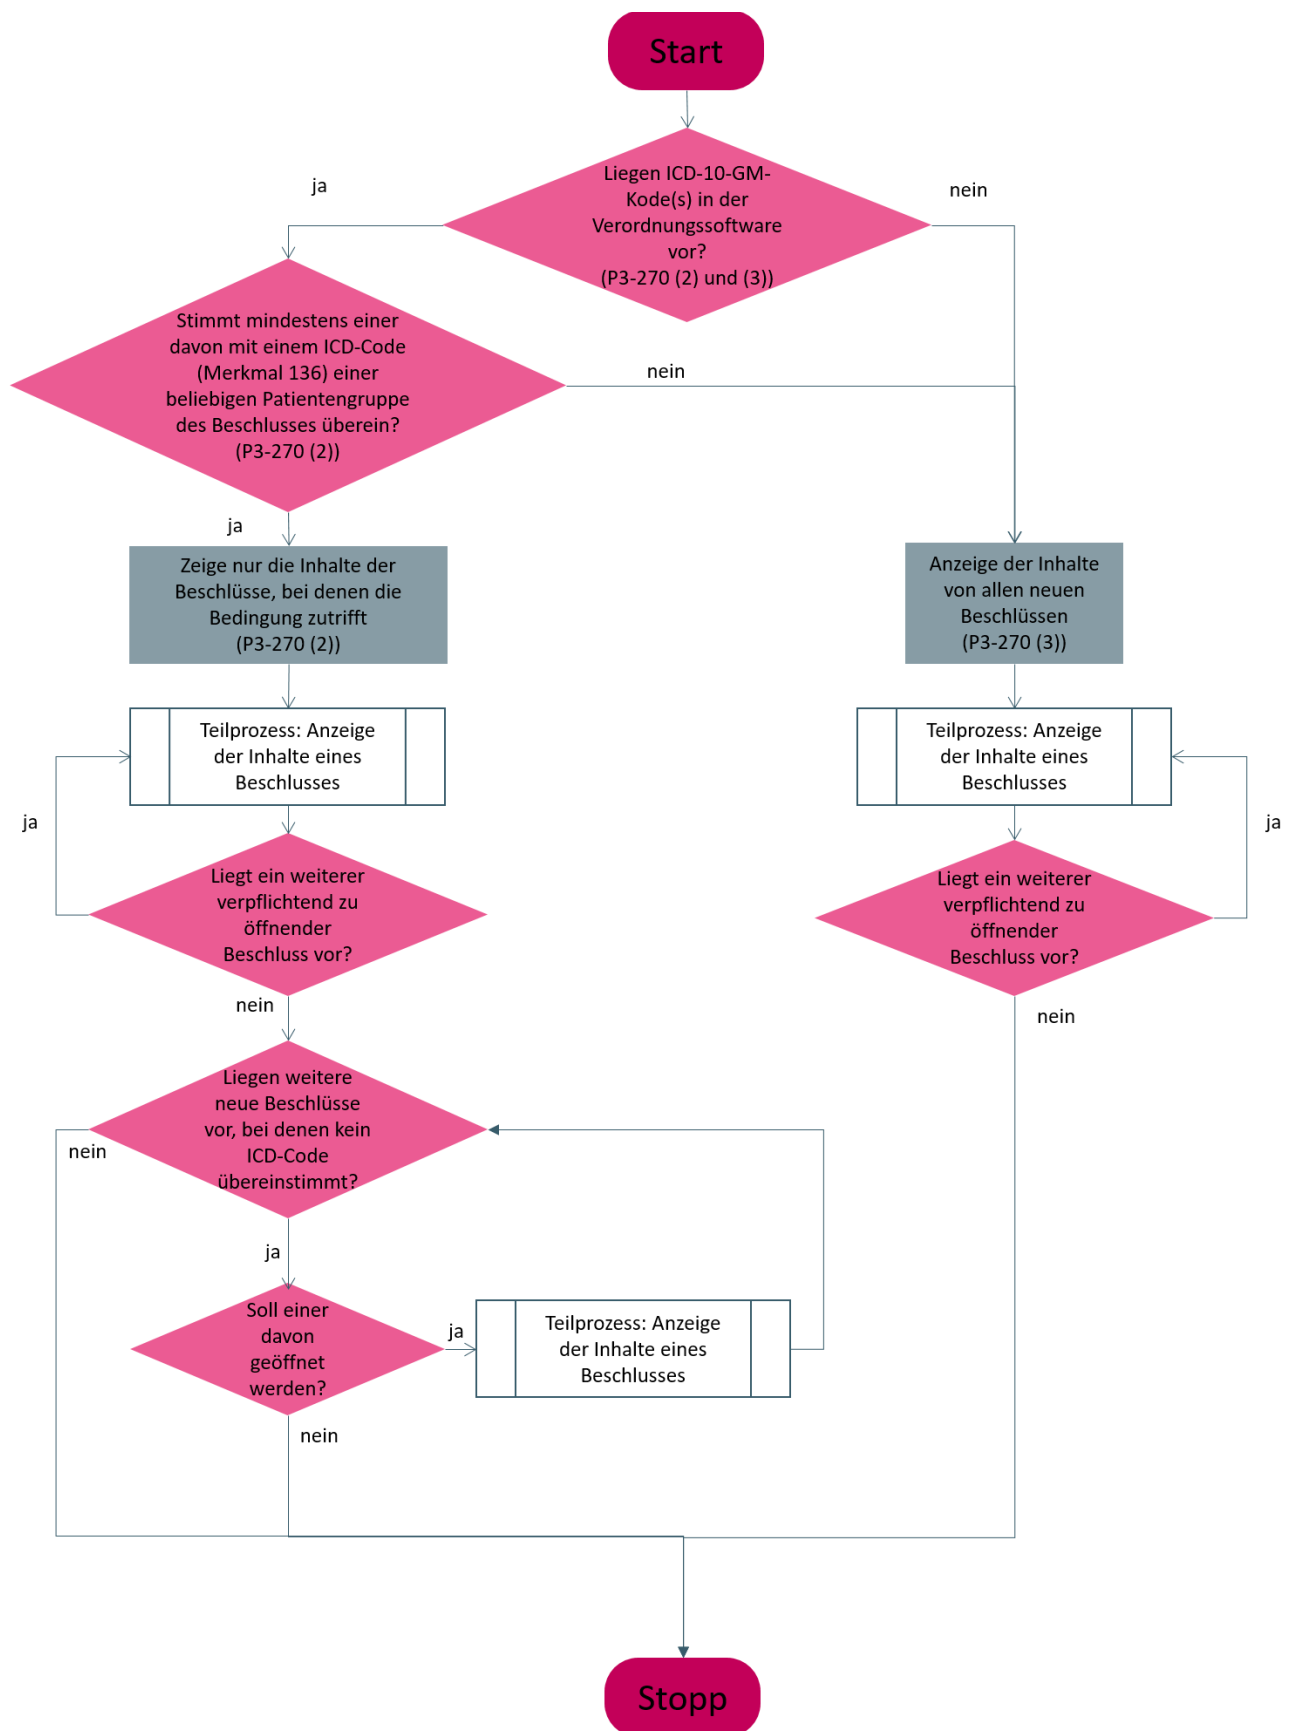 Start
Liegen ICD-10-GM-
Kode(s) in der
Verordnungssoftware
vor?
(P3-270 (2) und (3))
ja
nein
Stimmt mindestens einer
davon mit einem ICD-Code
(Merkmal 136) einer
beliebigen Patientengruppe
des Beschlusses überein?
(P3-270 (2))
nein
ja
Zeige nur die Inhalte der
Beschlüsse, bei denen die
Bedingung zutrifft
(P3-270 (2))
Anzeige der Inhalte
von allen neuen
Beschlüssen
(P3-270 (3))
Teilprozess: Anzeige
der Inhalte eines
Beschlusses
Teilprozess: Anzeige
der Inhalte eines
Beschlusses
ja
ja
Liegt ein weiterer
verpflichtend zu
öffnender
Beschluss vor?
Liegt ein weiterer
verpflichtend zu
öffnender
Beschluss vor?
nein
nein
Liegen weitere
neue Beschlüsse
vor, bei denen kein
ICD-Code
übereinstimmt?
nein
ja
Soll einer
davon
geöffnet
werden?
ja
Teilprozess: Anzeige
der Inhalte eines
Beschlusses
nein
Stopp